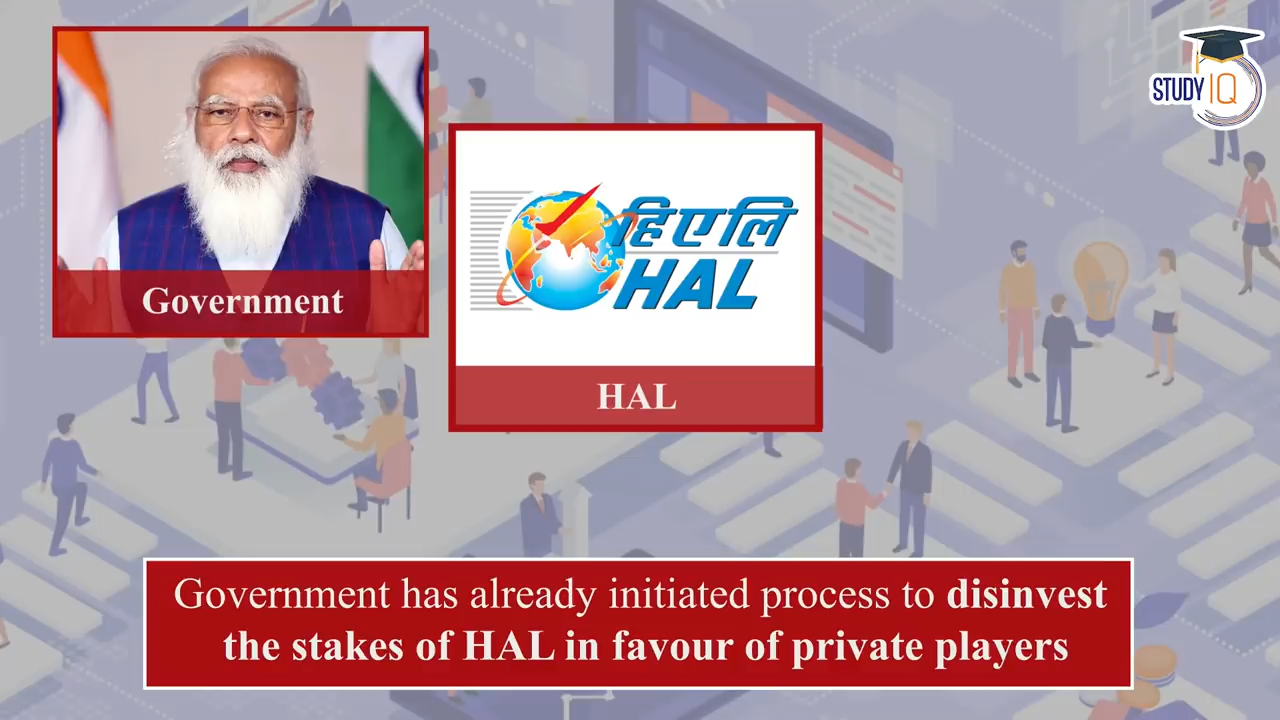 Government
STUDY IQ
हिएलि
HAL
HAL
Government has already initiated process to disinvest
the stakes of HAL in favour of private players